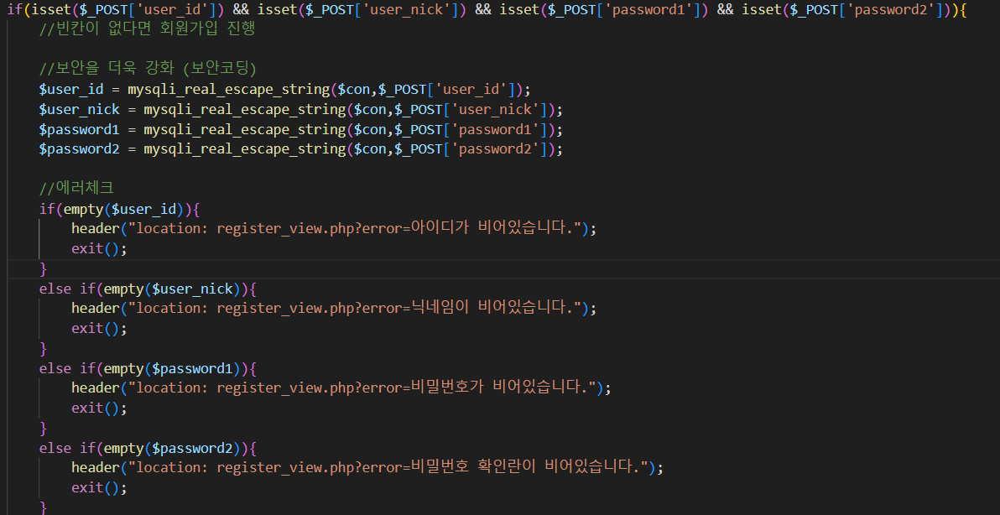 if(isset($_POST['user_id']) && isset($_POST['user_nick']) && isset($_POST['password1']) && isset($_POST['password2'])){
//빈칸이 없다면 회원가입 진행
//보안을 더욱 강화 (보안코딩)
$user_id = mysqli_real_escape_string($con,$_POST['user_id']);
$user_nick = mysqli_real_escape_string($con,$_POST['user_nick']);
$password1 = mysqli_real_escape_string($con,$_POST['password1']);
$password2 = mysqli_real_escape_string($con,$_POST['password2']);
//에러체크
if(empty($user_id)){
header("location: register_view.php?error=아이디가 비어있습니다.");
exit();
}
else if(empty($user_nick)){
header("location: register_view.php?error=닉네임이 비어있습니다.");
exit();
}
else if(empty($password1)){
header("location: register_view.php?error=비밀번호가 비어있습니다.");
exit();
}
else if(empty($password2)){
header("location: register_view.php?error=비밀번호 확인란이 비어있습니다.");
exit();
}